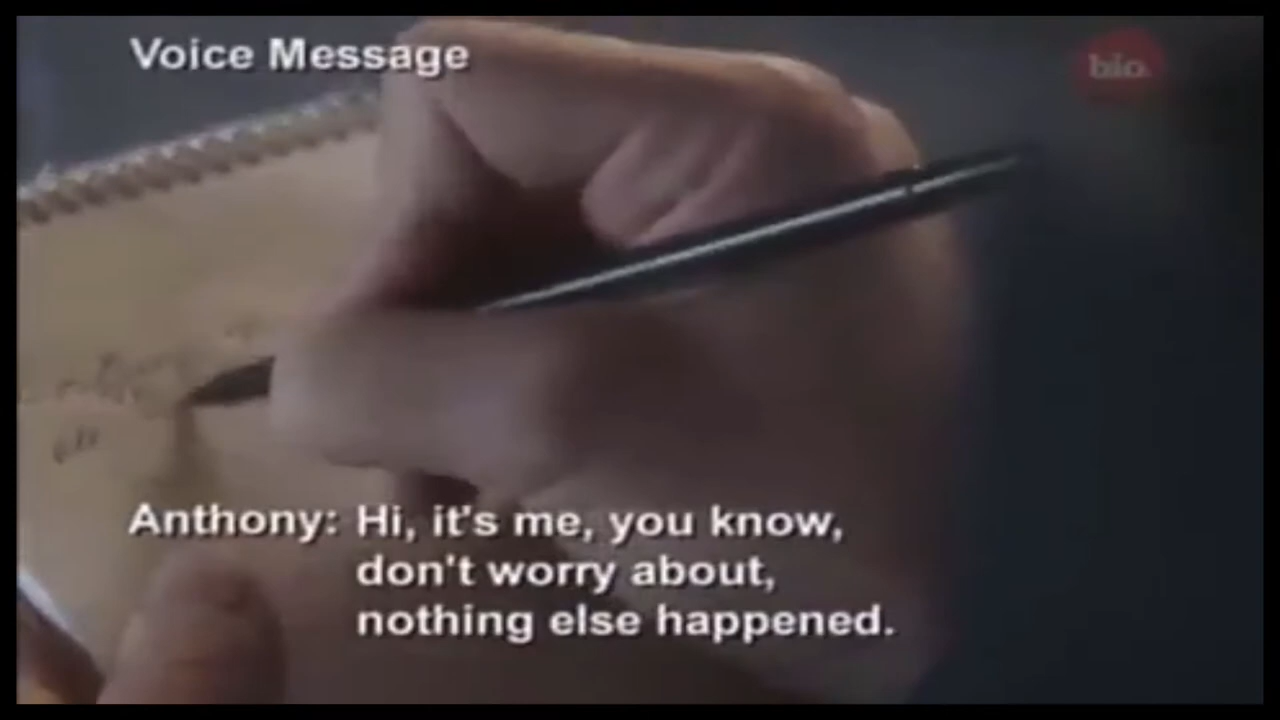 Voice Message
bio.
Anthony: Hi, it's me, you know,
don't worry about,
nothing else happened.